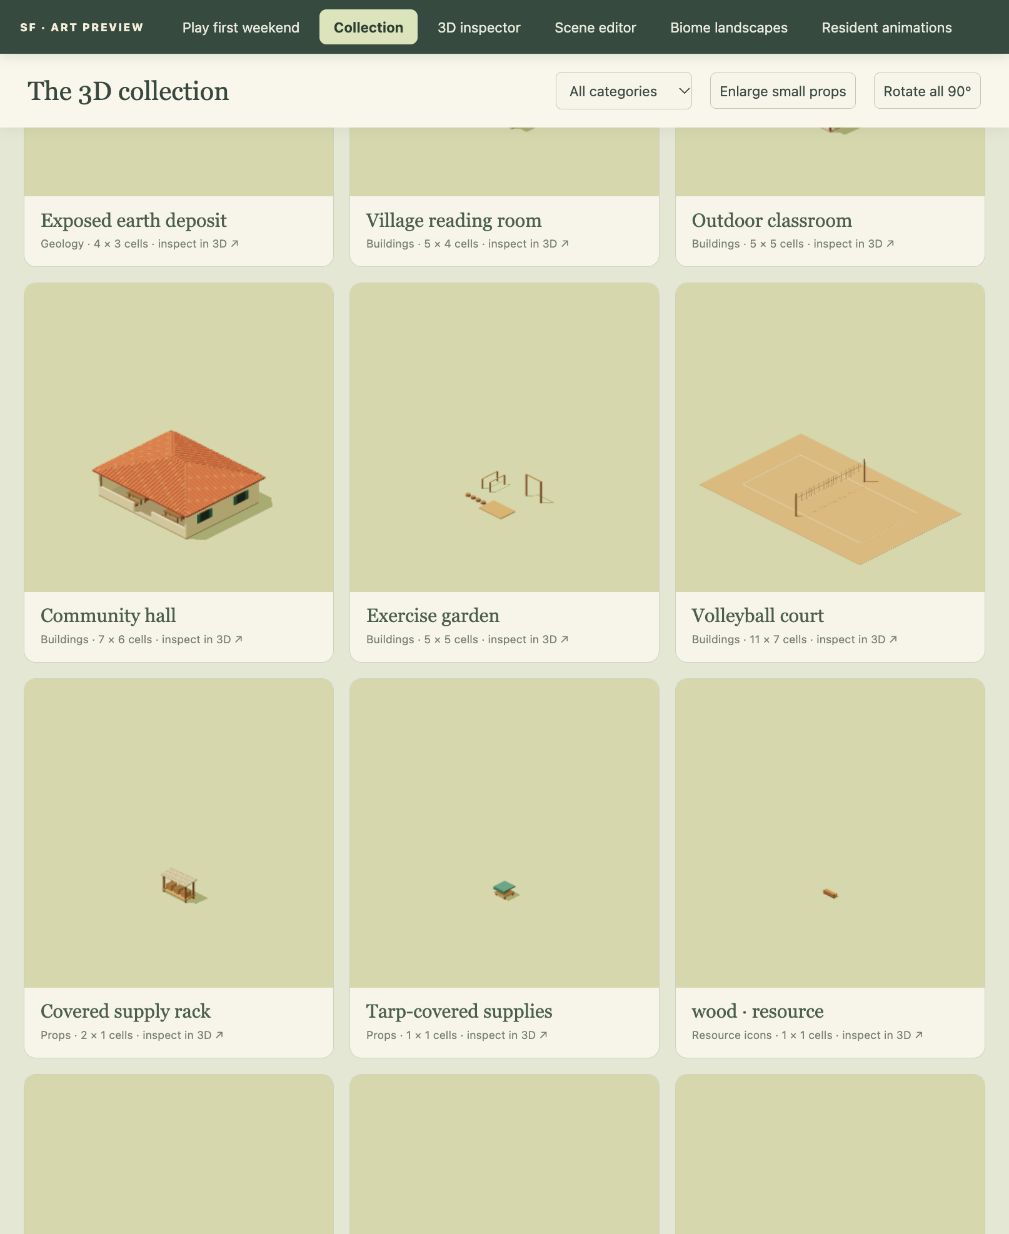 SF · ART PREVIEW
Play first weekend
Collection
3D inspector
Scene editor
Biome landscapes
Resident animations
The 3D collection
All categories
Enlarge small props
Rotate all 90°
Exposed earth deposit
Geology · 4 × 3 cells · inspect in 3D ↗
Village reading room
Buildings · 5 × 4 cells · inspect in 3D ↗
Outdoor classroom
Buildings · 5 × 5 cells · inspect in 3D ↗
Community hall
Buildings · 7 × 6 cells · inspect in 3D ↗
Exercise garden
Buildings · 5 × 5 cells · inspect in 3D ↗
Volleyball court
Buildings · 11 × 7 cells · inspect in 3D ↗
Covered supply rack
Props · 2 × 1 cells · inspect in 3D ↗
Tarp-covered supplies
Props · 1 × 1 cells · inspect in 3D ↗
wood · resource
Resource icons · 1 × 1 cells · inspect in 3D ↗